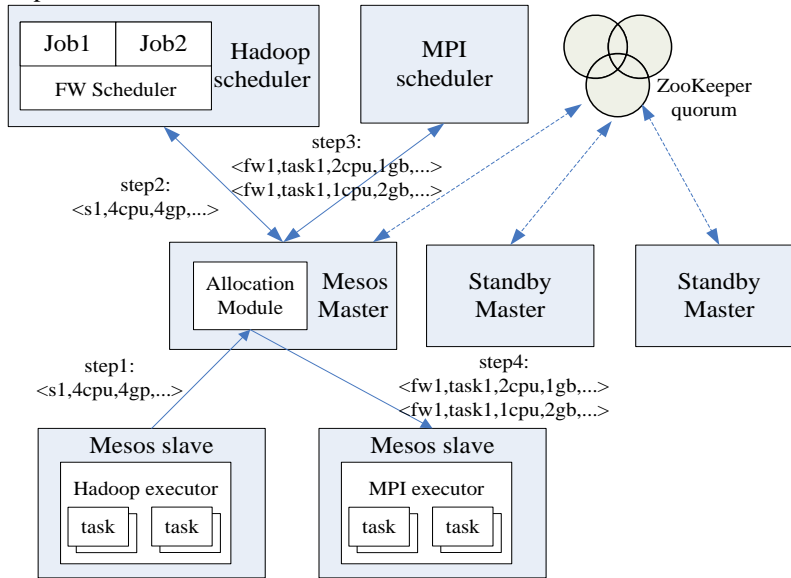 Job1
Job2
FW Scheduler
Hadoop
scheduler
MPI
scheduler
ZooKeeper
quorum
step3:
<fw1,task1,2cpu,1gb,...>
<fw1,task1,1cpu,2gb,...>
step2:
<s1,4cpu,4gp,...>
Allocation
Module
Mesos
Master
Standby
Master
Standby
Master
step1:
<s1,4cpu,4gp,...>
step4:
<fw1,task1,2cpu,1gb,...>
<fw1,task1,1cpu,2gb,...>
Mesos slave
Hadoop executor
task
task
Mesos slave
MPI executor
task
task